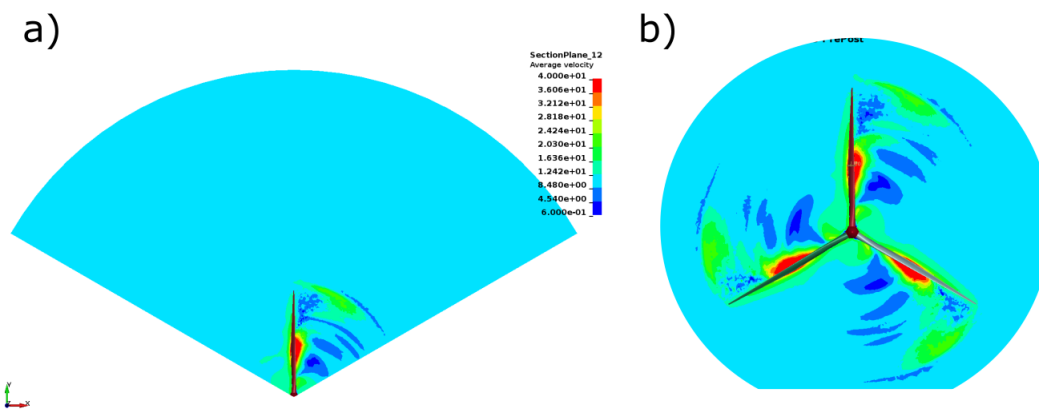 a)
b)
SectionPlane_12
Average velocity
4.000e+01
3.606e+01
3.212e+01
2.818e+01
2.424e+01
2.030e+01
1.636e+01
1.242e+01
8.480e+00
4.540e+00
6.000e-01
Y
X